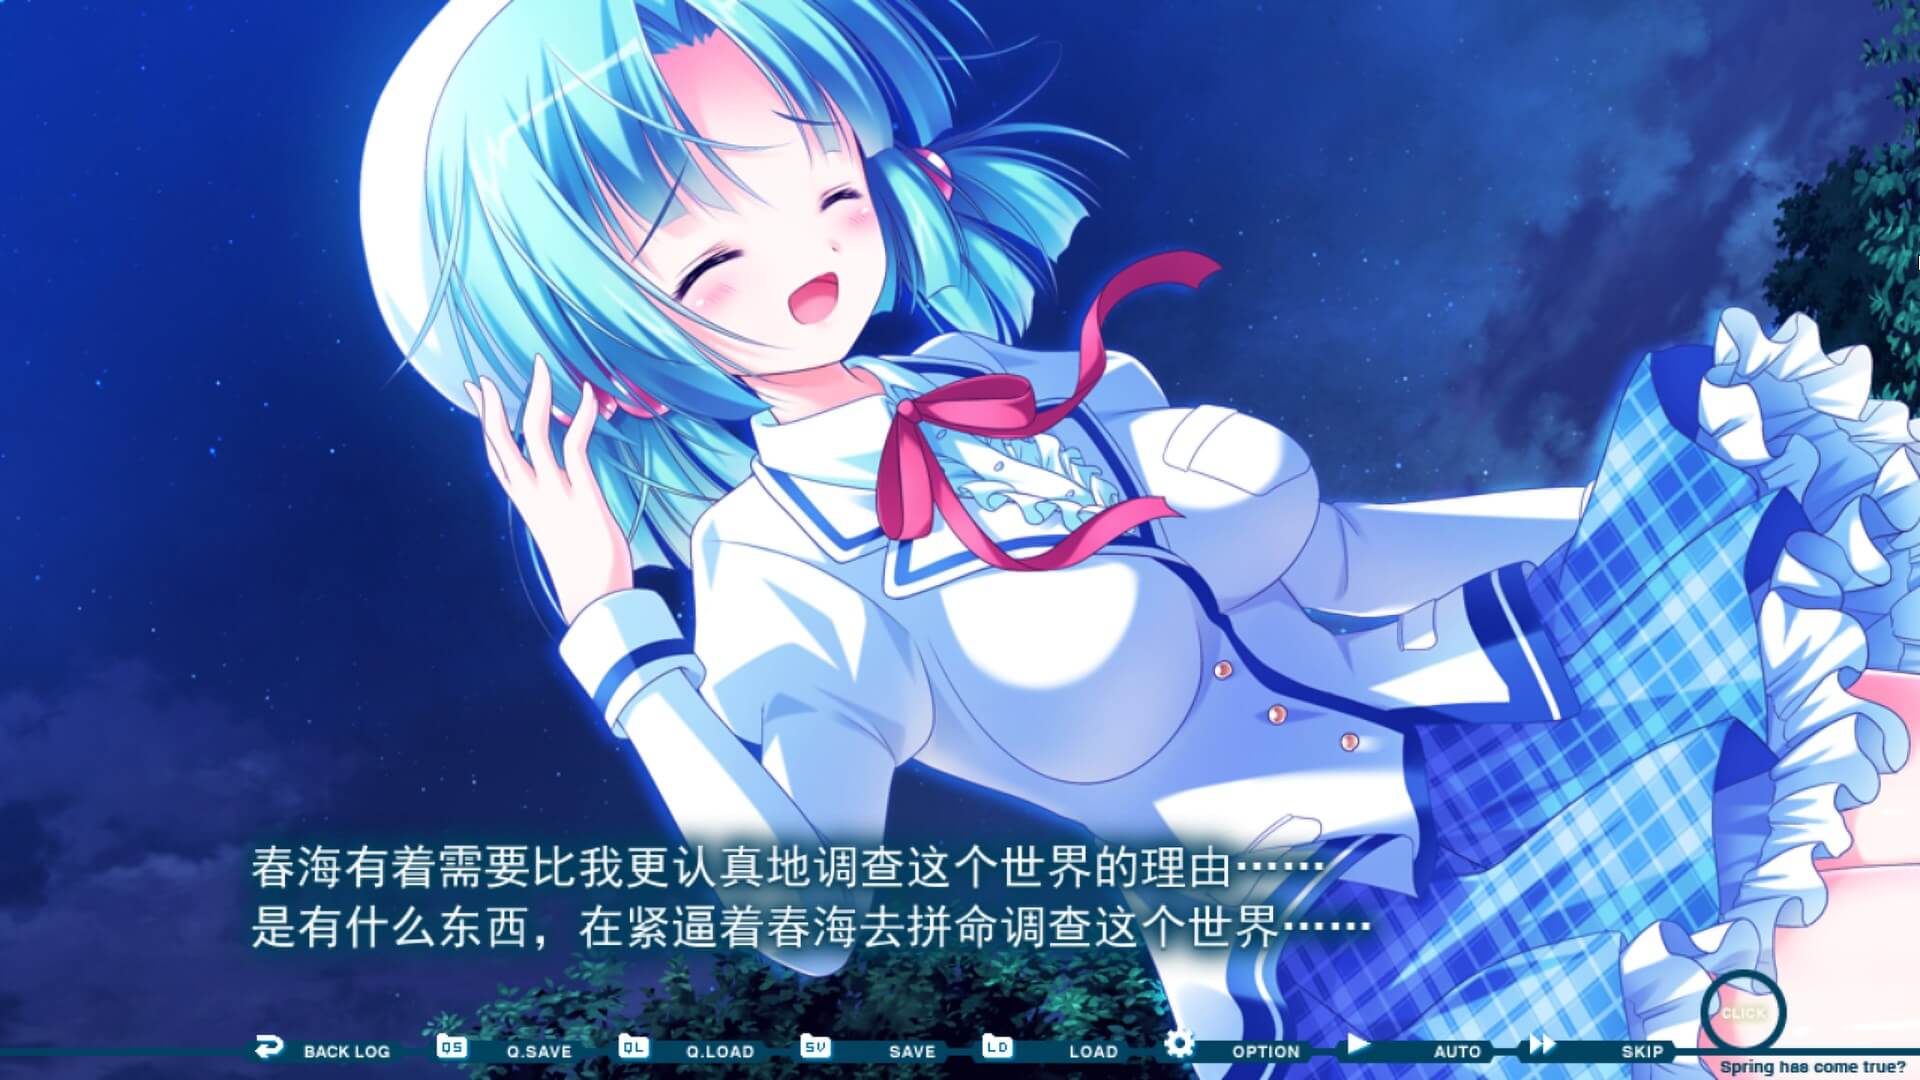 春海有着需要比我更认真地调查这个世界的理由……
是有什么东西，在紧逼着春海去拼命调查这个世界……
CLICK
BACK LOG
QS Q.SAVE
QL Q.LOAD
SV SAVE
LD LOAD
OPTION
AUTO
SKIP
Spring has come true?